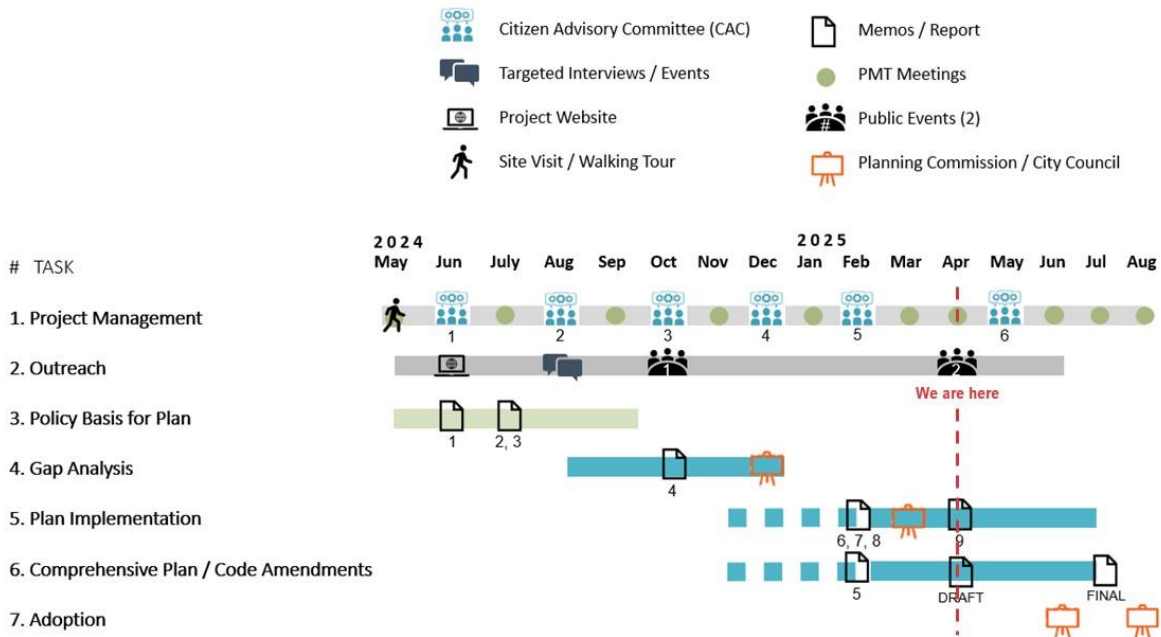 Citizen Advisory Committee (CAC)
Memos / Report
Targeted Interviews / Events
PMT Meetings
Project Website
#
Public Events (2)
Site Visit / Walking Tour
Planning Commission / City Council
2024
2025
# TASK
May Jun July Aug Sep Oct Nov Dec Jan Feb Mar Apr May Jun Jul Aug
1. Project Management
1 2 3 4 5 6
2. Outreach
1 2
We are here
3. Policy Basis for Plan
1 2, 3
4. Gap Analysis
4
5. Plan Implementation
6, 7, 8 9
6. Comprehensive Plan / Code Amendments
5 DRAFT FINAL
7. Adoption